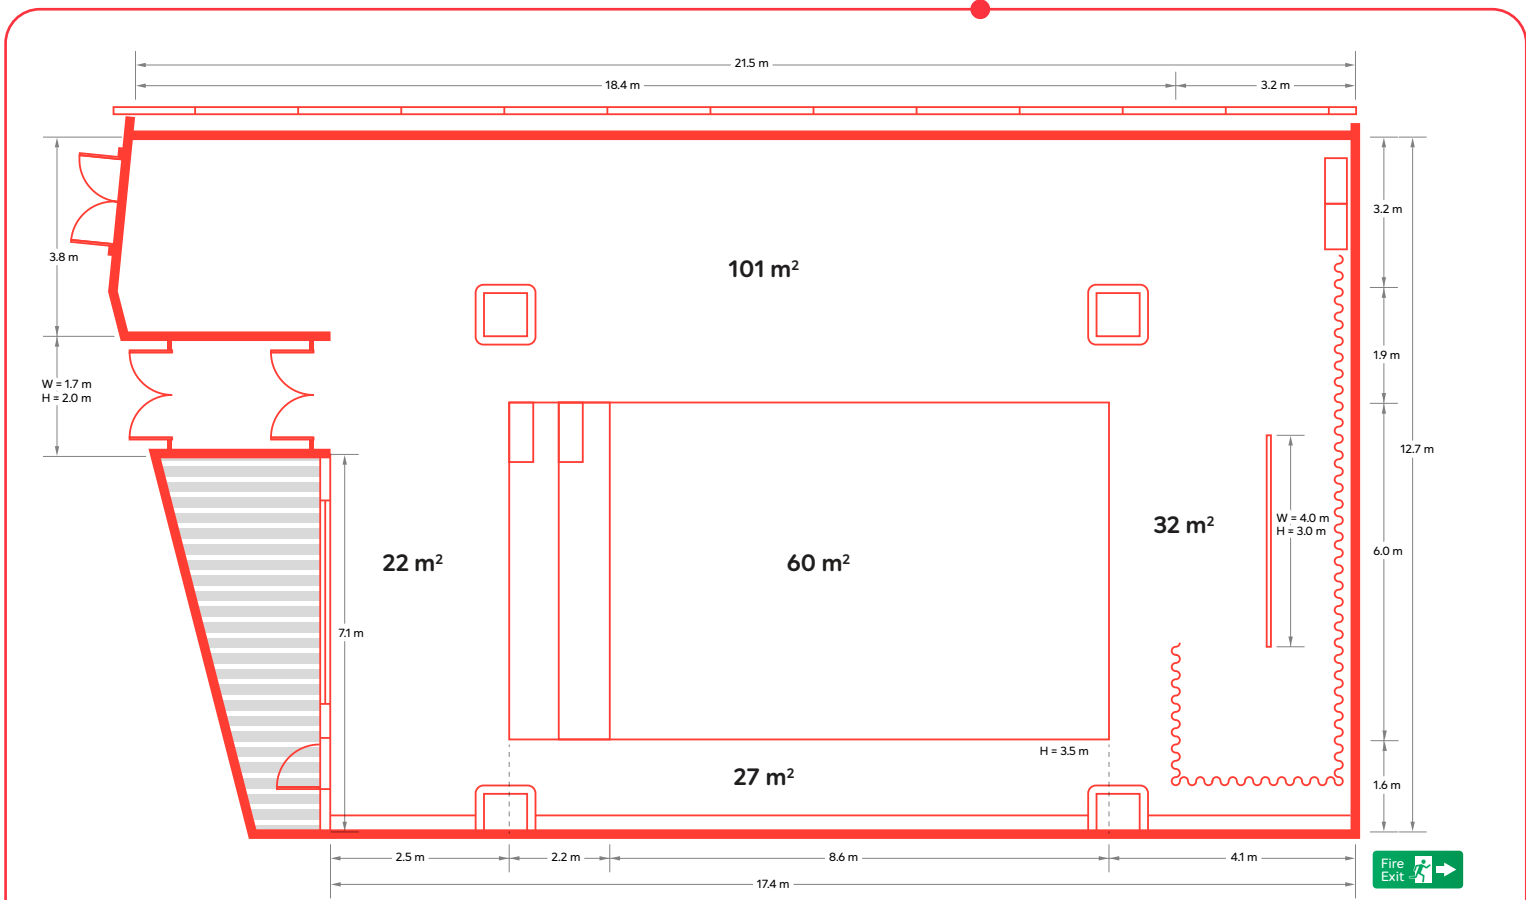 21.5 m
18.4 m
3.2 m
3.2 m
3.8 m
101 m²
1.9 m
W = 1.7 m
H = 2.0 m
12.7 m
W = 4.0 m
H = 3.0 m
32 m²
6.0 m
22 m²
60 m²
7.1 m
H = 3.5 m
27 m²
1.6 m
2.5 m
2.2 m
8.6 m
4.1 m
Fire
Exit
17.4 m